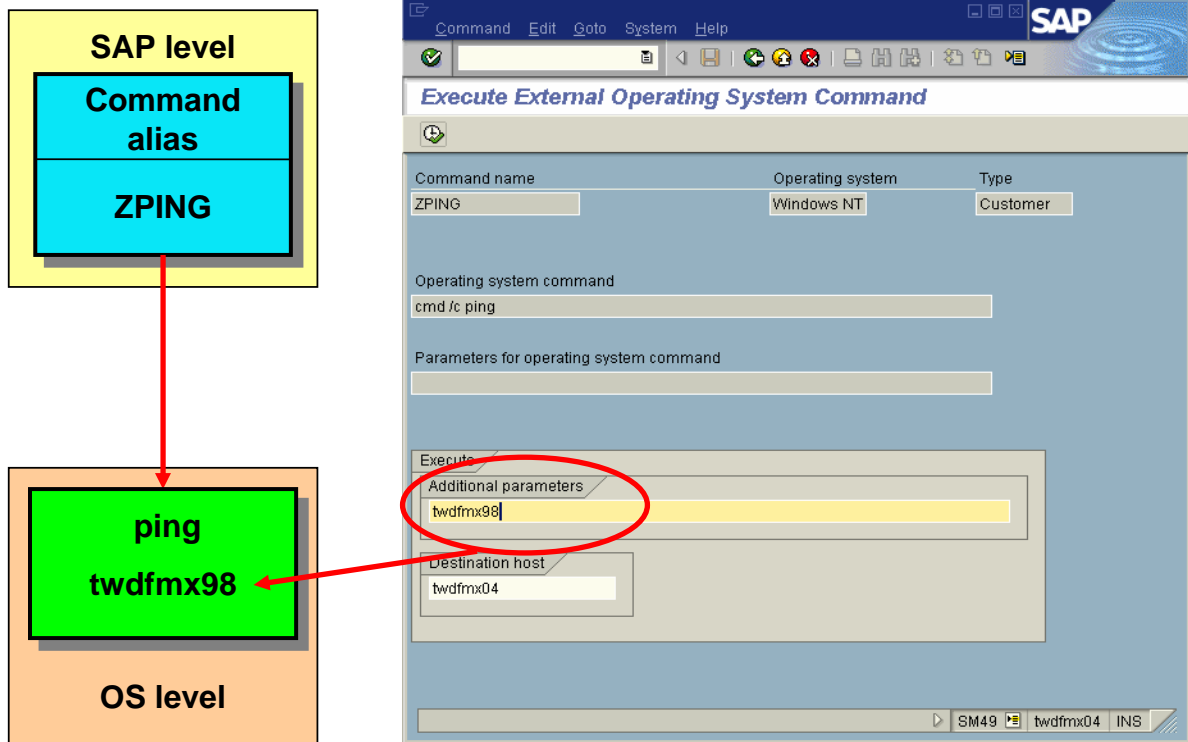 SAP level
Command
alias
ZPING
ping
twdfmx98
OS level
Command Edit Goto System Help
SAP
Execute External Operating System Command
Command name Operating system Type
ZPING Windows NT Customer
Operating system command
cmd /c ping
Parameters for operating system command
Execute
Additional parameters
twdfmx98
Destination host
twdfmx04
SM49 twdfmx04 INS